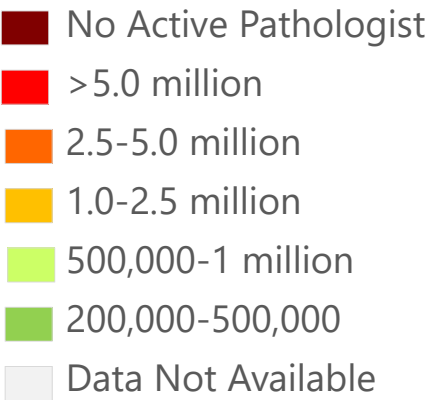 No Active Pathologist
>5.0 million
2.5-5.0 million
1.0-2.5 million
500,000-1 million
200,000-500,000
Data Not Available